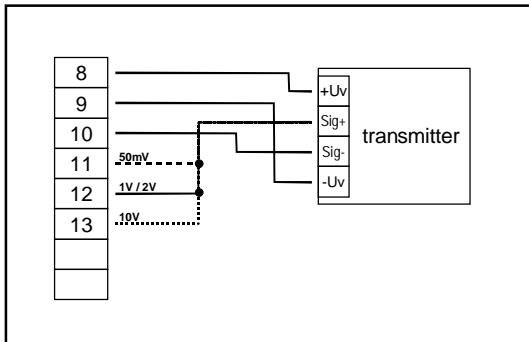 8
9
10
11
12
13
50mV
1V / 2V
10V
+Uv
Sig+
Sig-
-Uv
transmitter